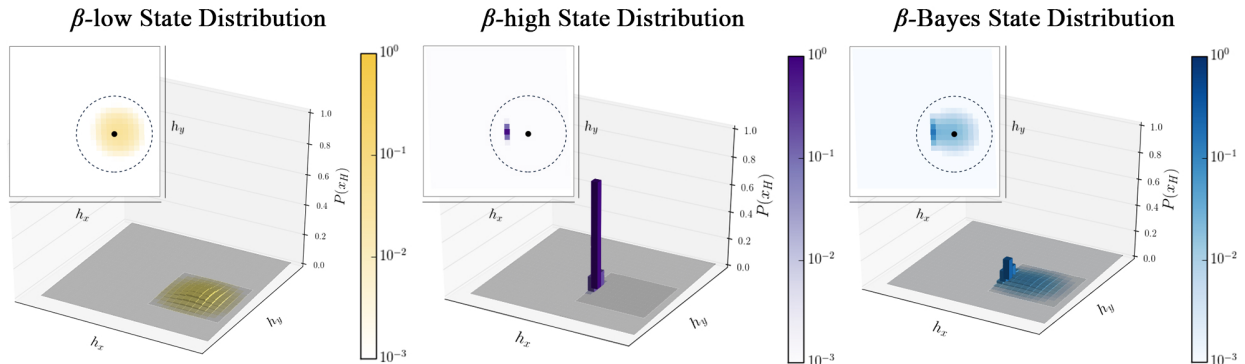 β-low State Distribution
h_y
h_x
10^0
10^{-1}
10^{-2}
10^{-3}
1.0
0.8
0.6
0.4
0.2
0.0
P(x_H)
h_x
h_y
β-high State Distribution
h_y
h_x
10^0
10^{-1}
10^{-2}
10^{-3}
1.0
0.8
0.6
0.4
0.2
0.0
P(x_H)
h_x
h_y
β-Bayes State Distribution
h_y
h_x
10^0
10^{-1}
10^{-2}
10^{-3}
1.0
0.8
0.6
0.4
0.2
0.0
P(x_H)
h_x
h_y